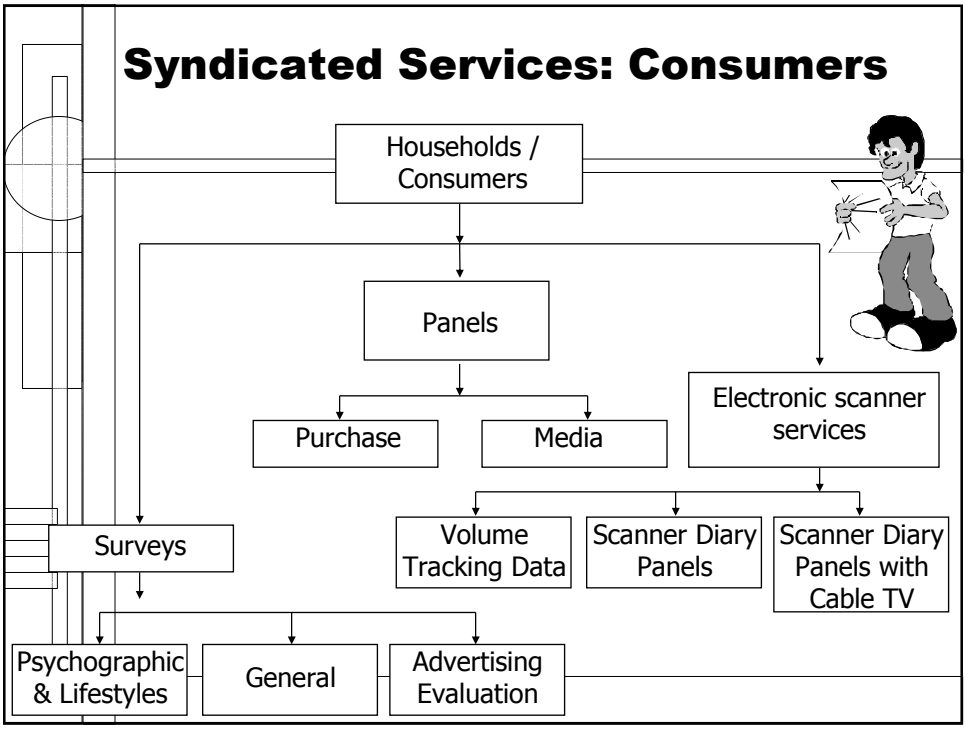 Syndicated Services: Consumers
Households /
Consumers
Panels
Electronic scanner
services
Purchase
Media
Volume
Tracking Data
Scanner Diary
Panels
Scanner Diary
Panels with
Cable TV
Surveys
Psychographic
& Lifestyles
General
Advertising
Evaluation